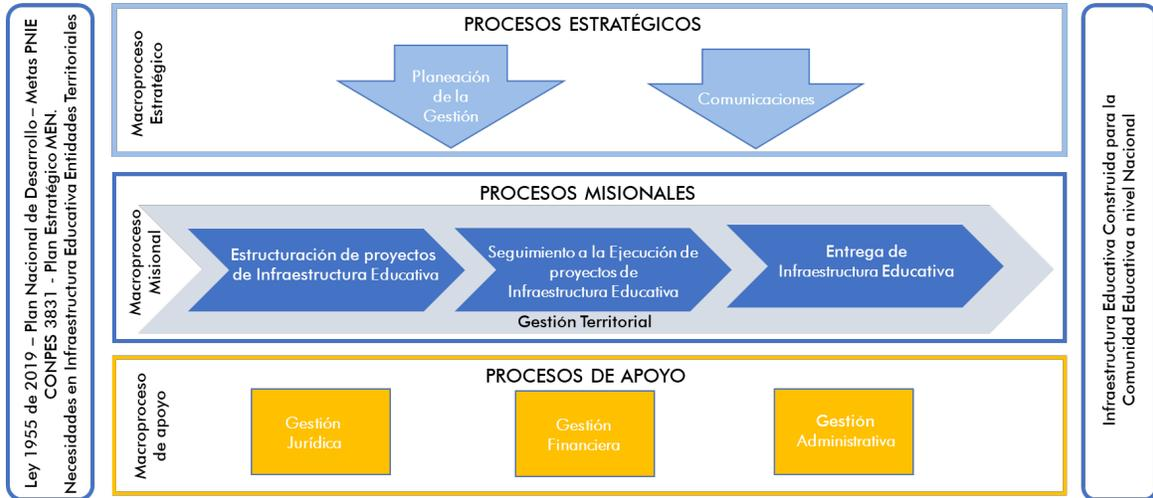 Ley 1955 de 2019 – Plan Nacional de Desarrollo – Metas PNIE
CONPES 3831 - Plan Estratégico MEN.
Necesidades en Infraestructura Educativa Entidades Territoriales
PROCESOS ESTRATÉGICOS
Macroproceso
Estratégico
Planeación
de la
Gestión
Comunicaciones
PROCESOS MISIONALES
Macroproceso
Misional
Estructuración de proyectos
de Infraestructura Educativa
Seguimiento a la Ejecución de
proyectos de
Infraestructura Educativa
Entrega de
Infraestructura Educativa
Gestión Territorial
PROCESOS DE APOYO
Macroproceso
de apoyo
Gestión
Jurídica
Gestión
Financiera
Gestión
Administrativa
Infraestructura Educativa Construida para la
Comunidad Educativa a nivel Nacional